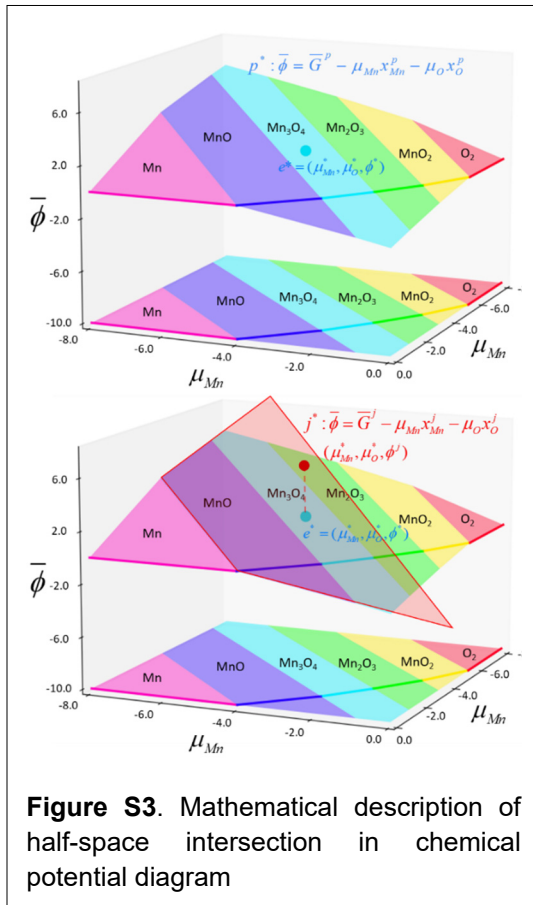 p* : ϕ̅ = G̅ᵖ − μ_Mn x_Mn^p − μ_O x_O^p
6.0
Mn
MnO
Mn₃O₄
Mn₂O₃
MnO₂
O₂
2.0
e* = (μ*_Mn, μ*_O, ϕ*)
ϕ̅
-2.0
-6.0
Mn
MnO
Mn₃O₄
Mn₂O₃
MnO₂
O₂
-10.0
-8.0
-6.0
-4.0
-2.0
0.0
0.0
-2.0
-4.0
-6.0
μ_Mn
μ_Mn
j* : ϕ̅ = G̅ʲ − μ_Mn x_Mn^j − μ_O x_O^j
(μ*_Mn, μ*_O, ϕʲ)
6.0
Mn
MnO
Mn₃O₄
Mn₂O₃
MnO₂
O₂
2.0
e* = (μ*_Mn, μ*_O, ϕ*)
ϕ̅
-2.0
-6.0
Mn
MnO
Mn₃O₄
Mn₂O₃
MnO₂
O₂
-10.0
-8.0
-6.0
-4.0
-2.0
0.0
0.0
-2.0
-4.0
-6.0
μ_Mn
μ_Mn
Figure S3. Mathematical description of
half-space intersection in chemical
potential diagram